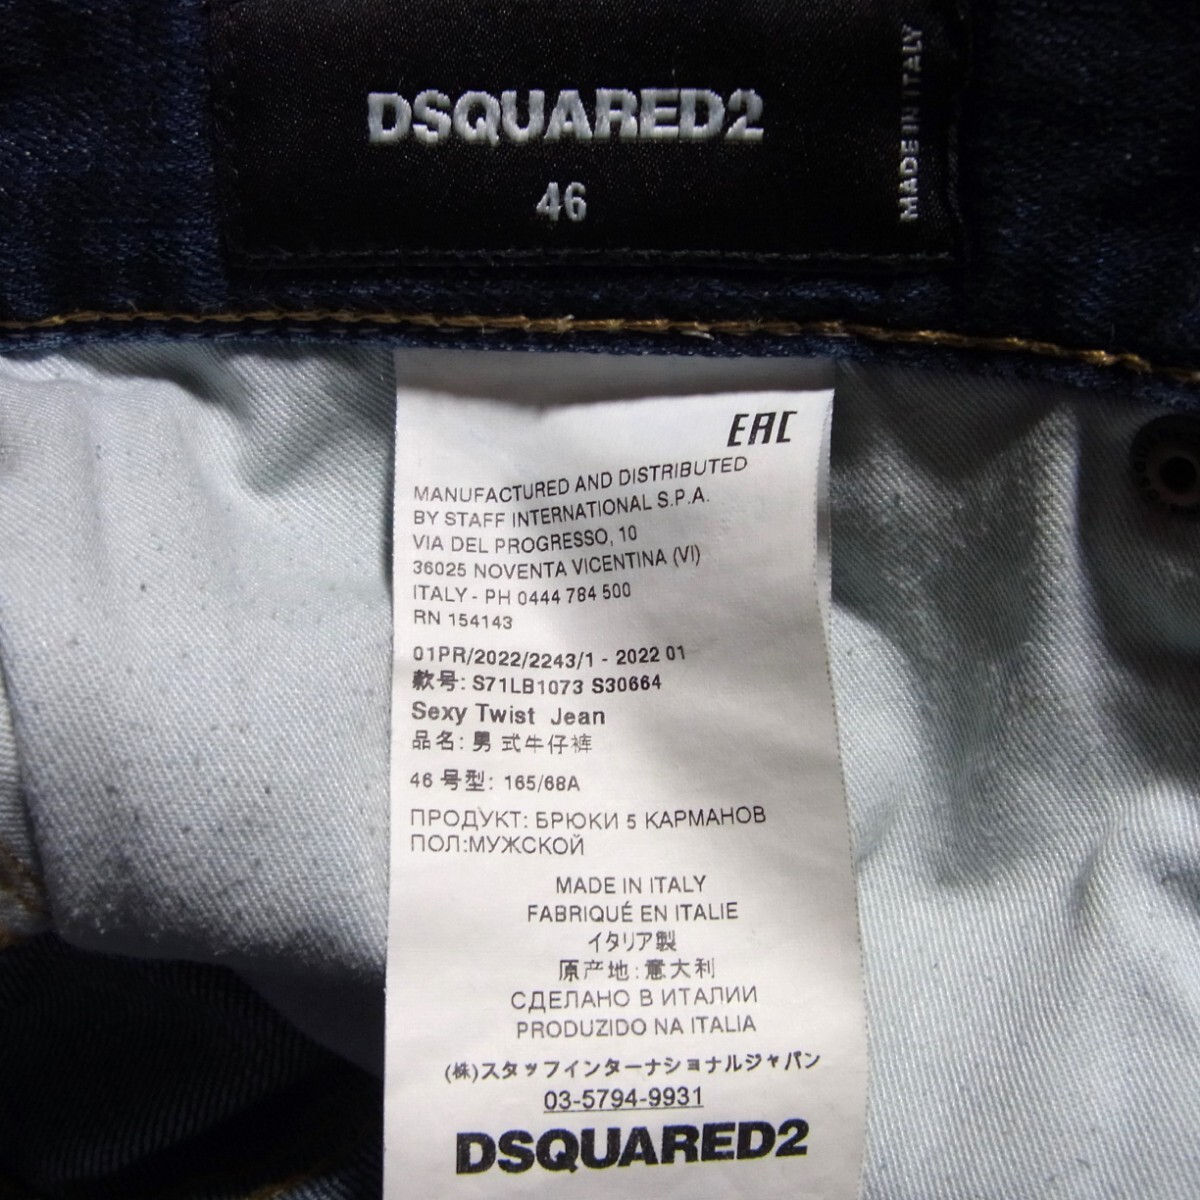 DSQUARED2
46
MADE IN ITALY
EAC
MANUFACTURED AND DISTRIBUTED
BY STAFF INTERNATIONAL S.P.A.
VIA DEL PROGRESSO, 10
36025 NOVENTA VICENTINA (VI)
ITALY - PH 0444 784 500
RN 154143
01PR/2022/2243/1 - 2022 01
款号: S71LB1073 S30664
Sexy Twist Jean
品名: 男 式牛仔裤
46 号型: 165/68A
ПРОДУКТ: БРЮКИ 5 КАРМАНОВ
ПОЛ:МУЖСКОЙ
MADE IN ITALY
FABRIQUÉ EN ITALIE
イタリア製
原产地:意大利
СДЕЛАНО В ИТАЛИИ
PRODUZIDO NA ITALIA
(株)スタッフインターナショナルジャパン
03-5794-9931
DSQUARED2